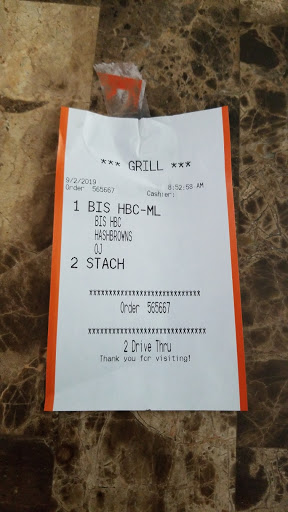 *** GRILL ***
9/2/2019 8:52:58 AM
Order 565667 Cashier:
1 BIS HBC-ML
BIS HBC
HASHBROWNS
OJ
2 STACH
Order 565667
2 Drive Thru
Thank you for visiting!